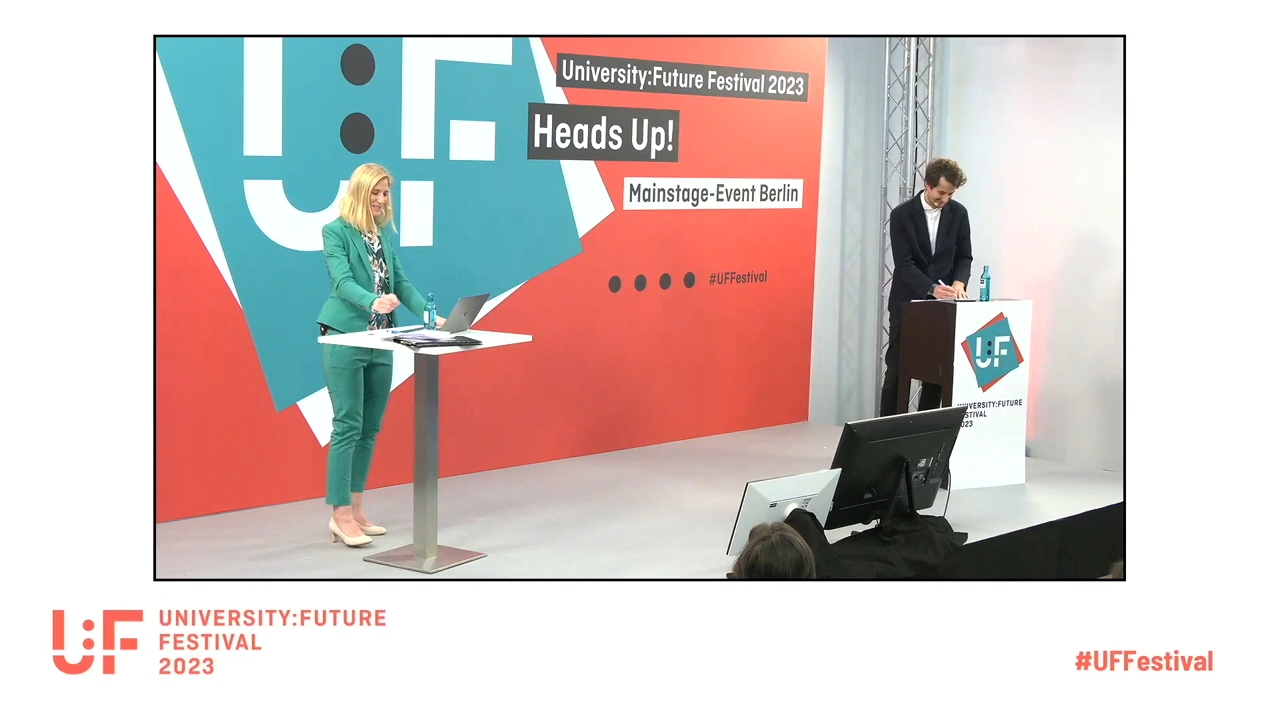 University:Future Festival 2023
Heads Up!
Mainstage-Event Berlin
#UFFestival
U:F
U:F
UNIVERSITY:FUTURE
FESTIVAL
2023
U:F
UNIVERSITY:FUTURE
FESTIVAL
2023
#UFFestival